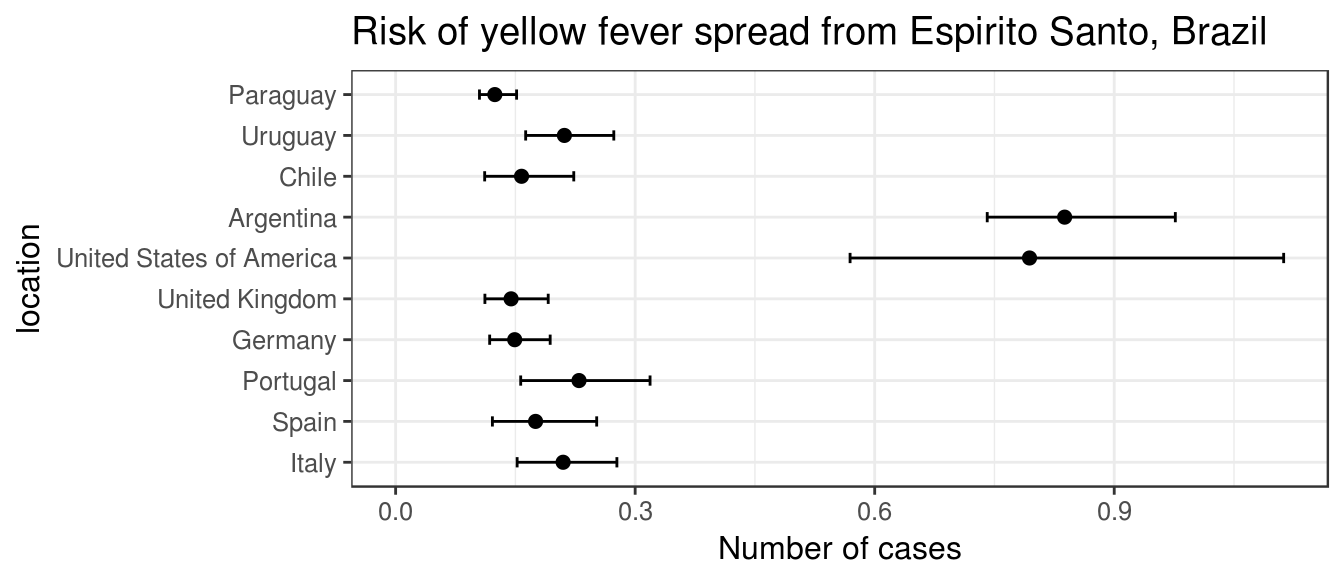 Risk of yellow fever spread from Espirito Santo, Brazil
location
Paraguay
Uruguay
Chile
Argentina
United States of America
United Kingdom
Germany
Portugal
Spain
Italy
0.0 0.3 0.6 0.9
Number of cases